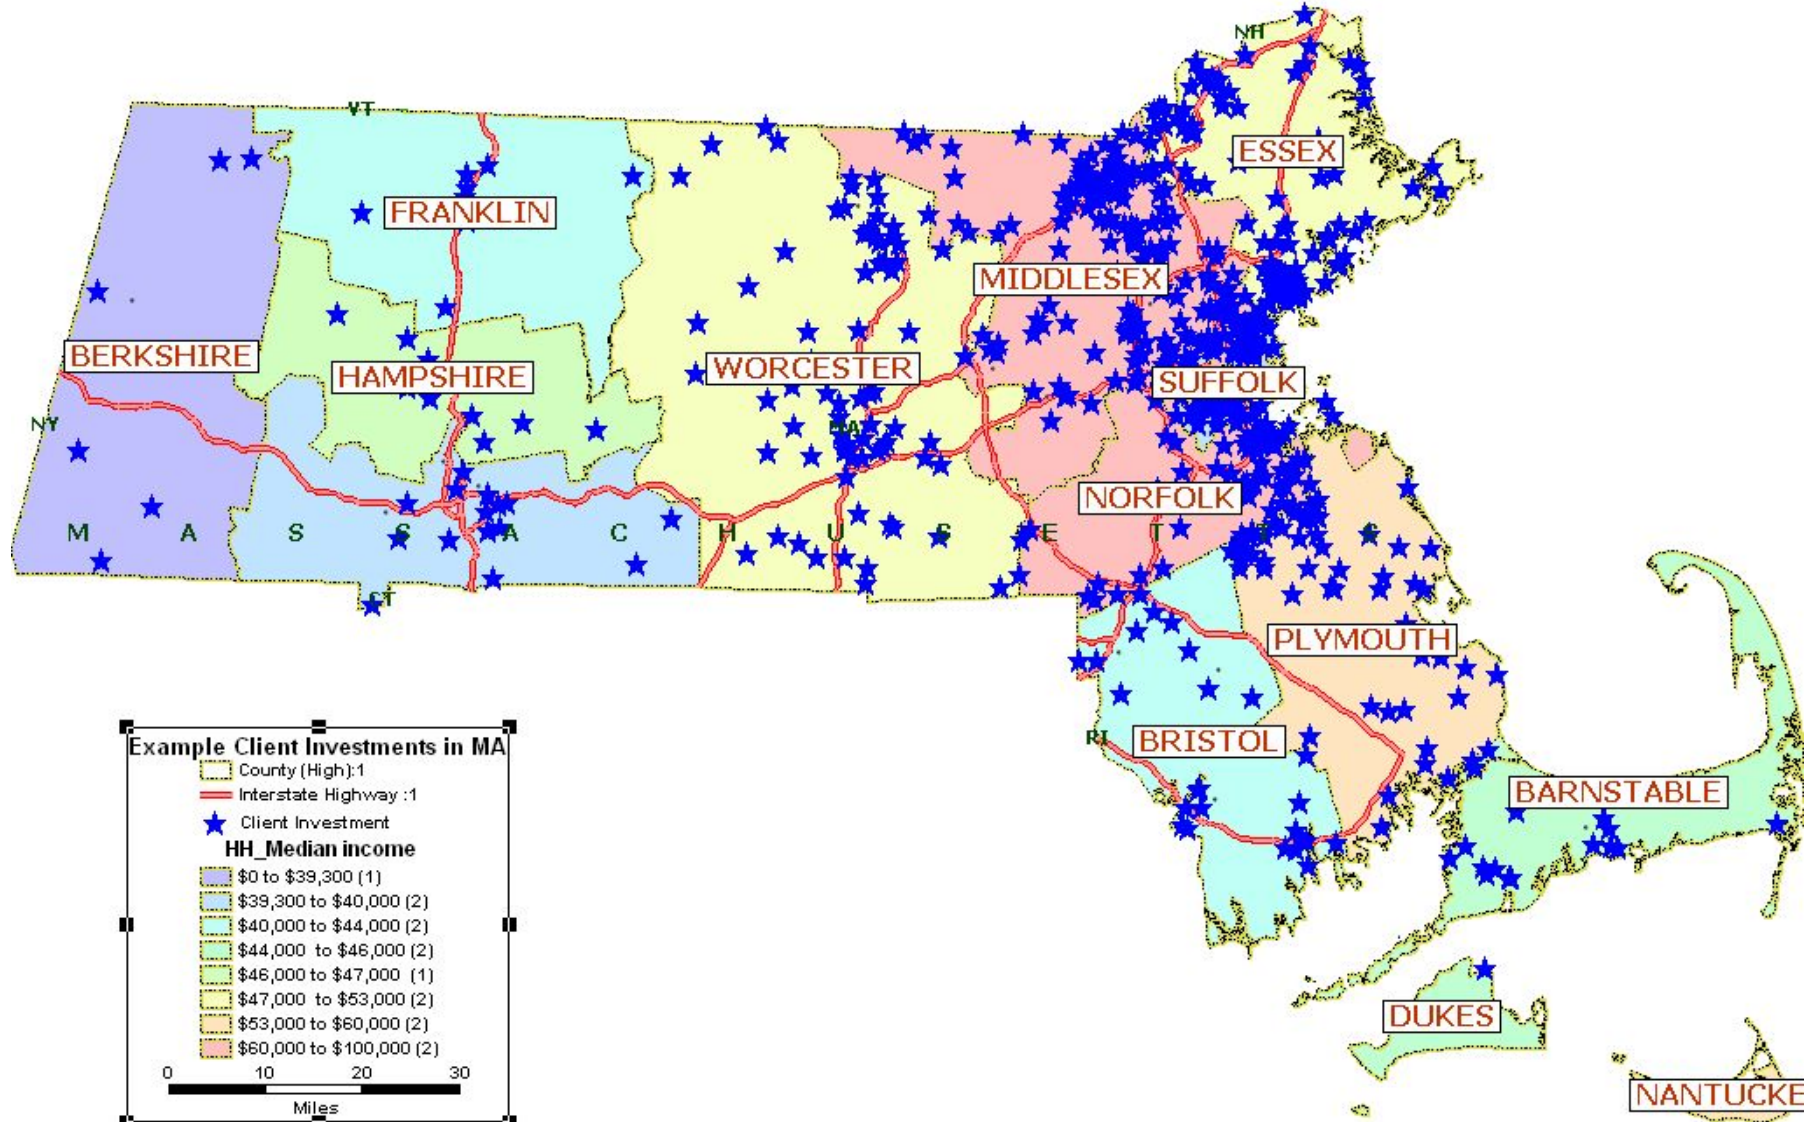 NH
VT
ESSEX
FRANKLIN
MIDDLESEX
BERKSHIRE
HAMPSHIRE
WORCESTER
SUFFOLK
NY
MA
NORFOLK
M A S S A C H U S E T T S
CT
PLYMOUTH
RI
BRISTOL
BARNSTABLE
DUKES
NANTUCKE
Example Client Investments in MA
County (High):1
Interstate Highway :1
Client Investment
HH_Median income
$0 to $39,300 (1)
$39,300 to $40,000 (2)
$40,000 to $44,000 (2)
$44,000 to $46,000 (2)
$46,000 to $47,000 (1)
$47,000 to $53,000 (2)
$53,000 to $60,000 (2)
$60,000 to $100,000 (2)
0 10 20 30
Miles